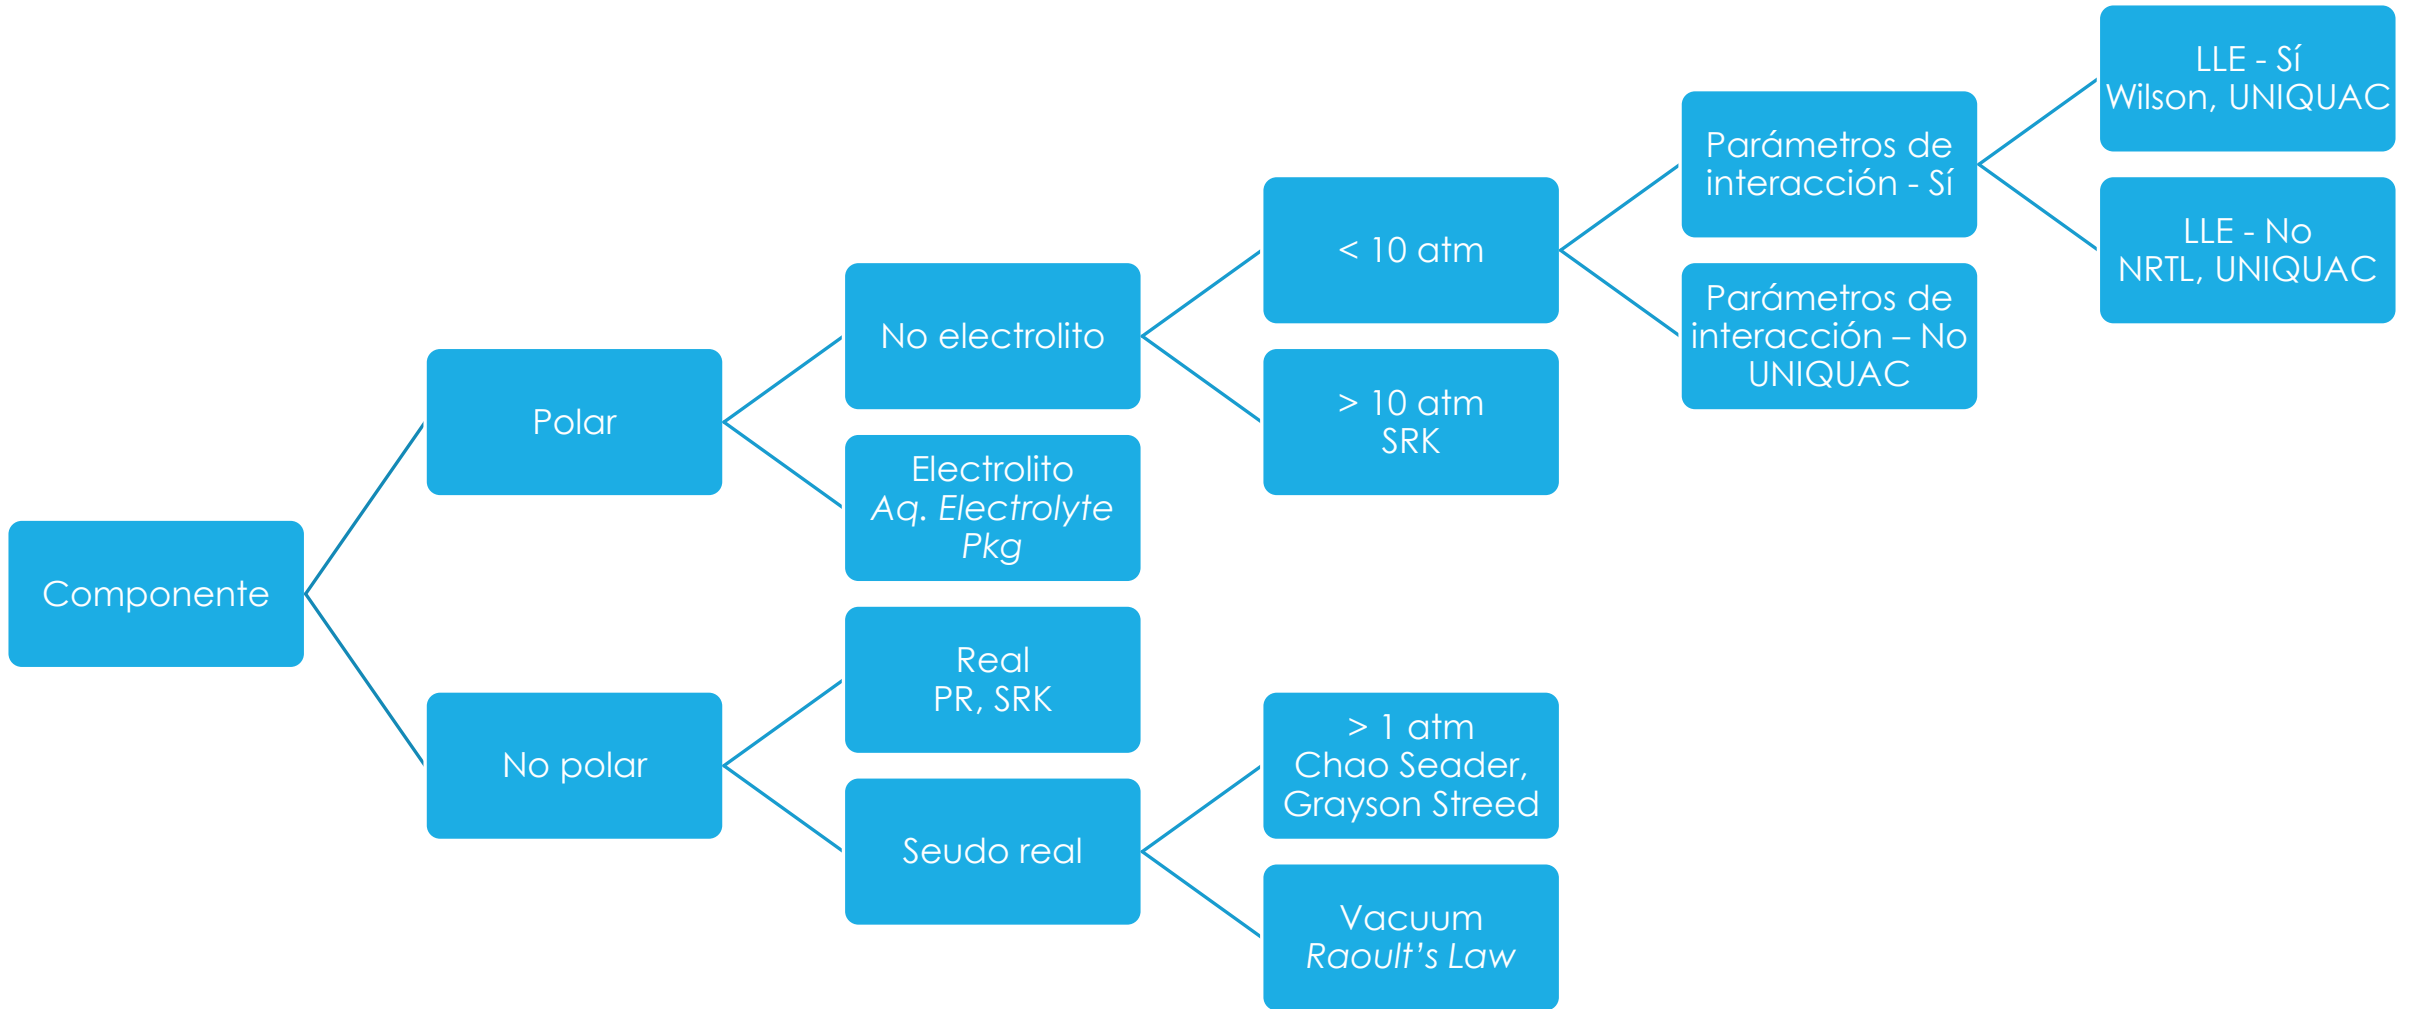 Componente
Polar
No polar
No electrolito
Electrolito
Aq. Electrolyte
Pkg
Real
PR, SRK
Seudo real
< 10 atm
> 10 atm
SRK
> 1 atm
Chao Seader,
Grayson Streed
Vacuum
Raoult’s Law
Parámetros de
interacción - Sí
Parámetros de
interacción – No
UNIQUAC
LLE - Sí
Wilson, UNIQUAC
LLE - No
NRTL, UNIQUAC